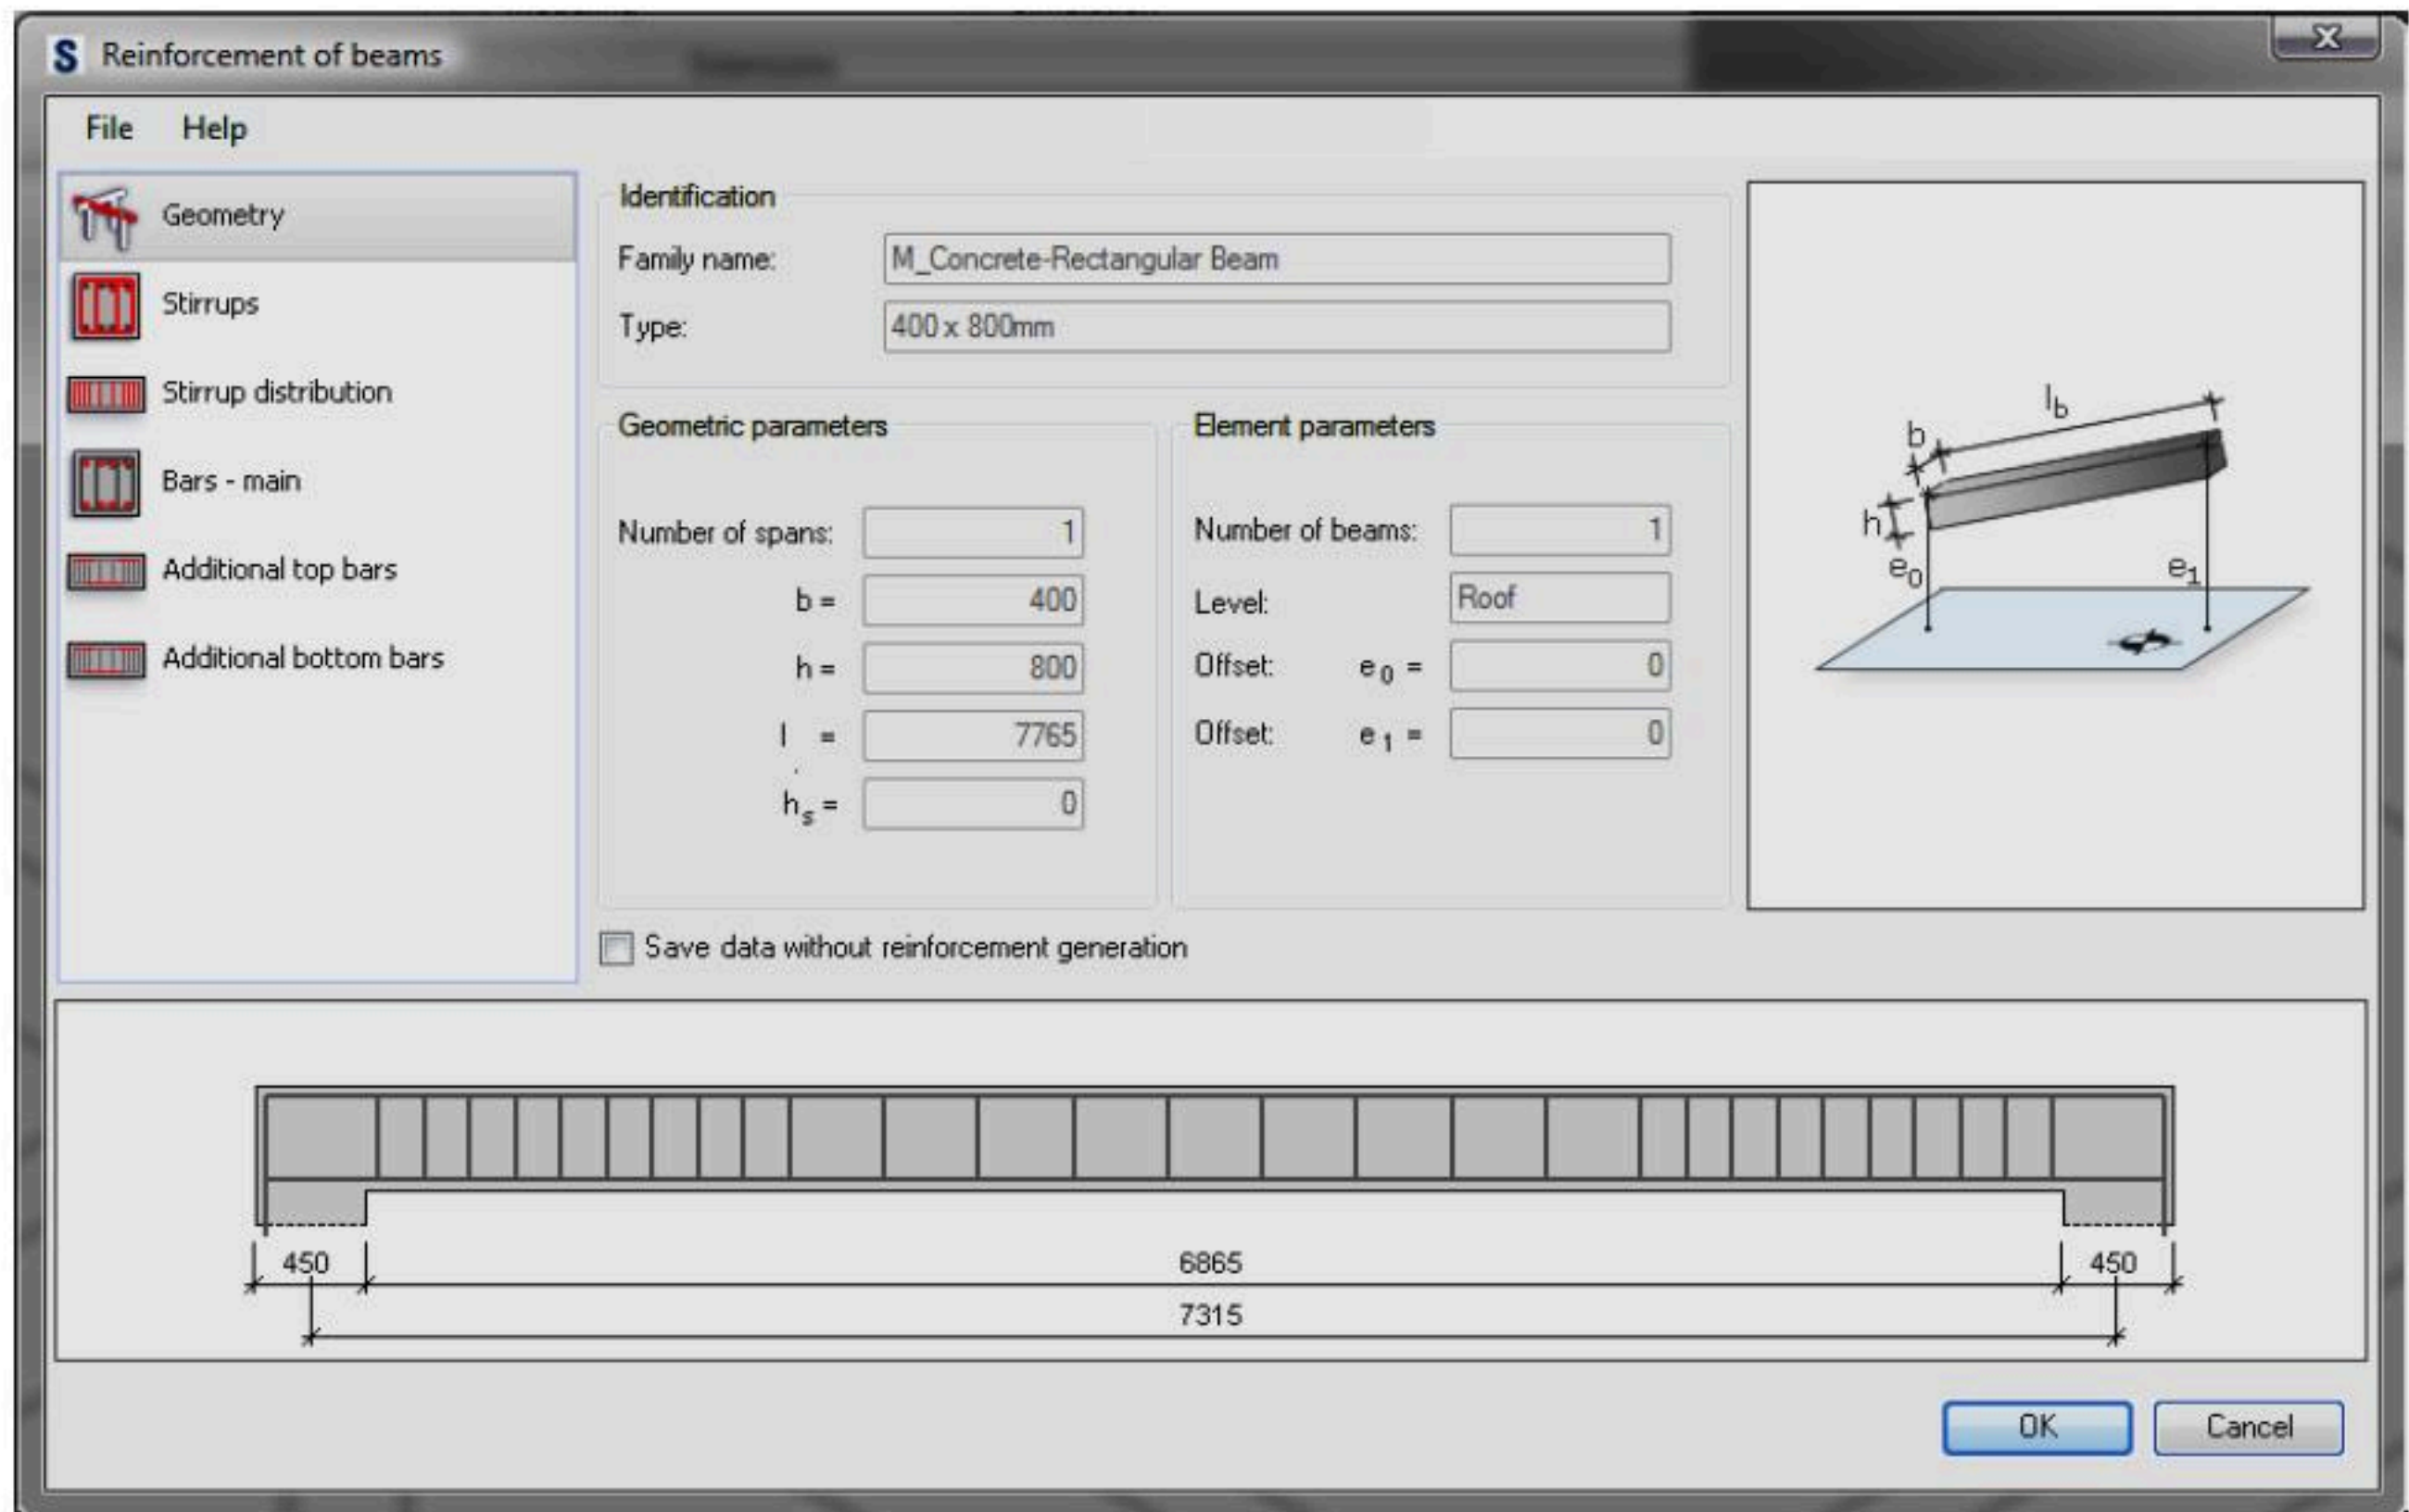 S Reinforcement of beams
File Help
Geometry
Stirrups
Stirrup distribution
Bars - main
Additional top bars
Additional bottom bars
Identification
Family name: M_Concrete-Rectangular Beam
Type: 400 x 800mm
Geometric parameters
Number of spans: 1
b = 400
h = 800
l = 7765
hs = 0
Element parameters
Number of beams: 1
Level: Roof
Offset: e0 = 0
Offset: e1 = 0
lb
b
h
e0
e1
Save data without reinforcement generation
450 6865 450
7315
OK Cancel